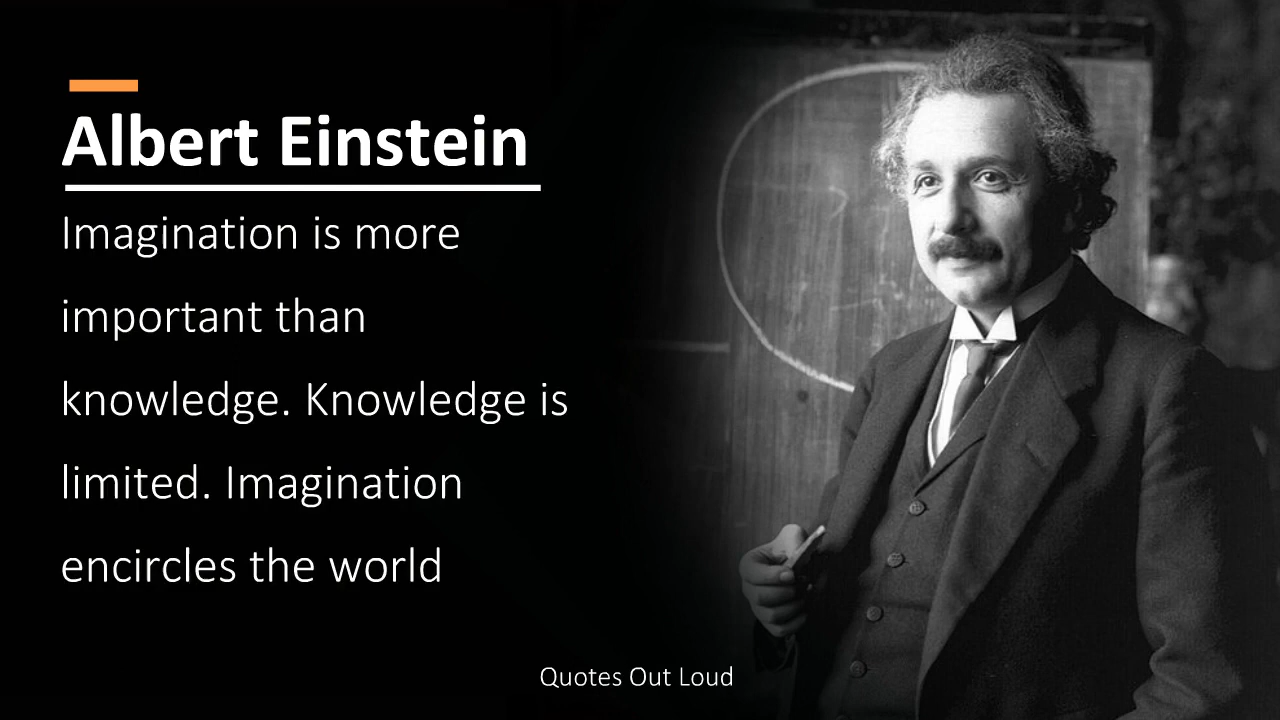 Albert Einstein
Imagination is more
important than
knowledge. Knowledge is
limited. Imagination
encircles the world
Quotes Out Loud